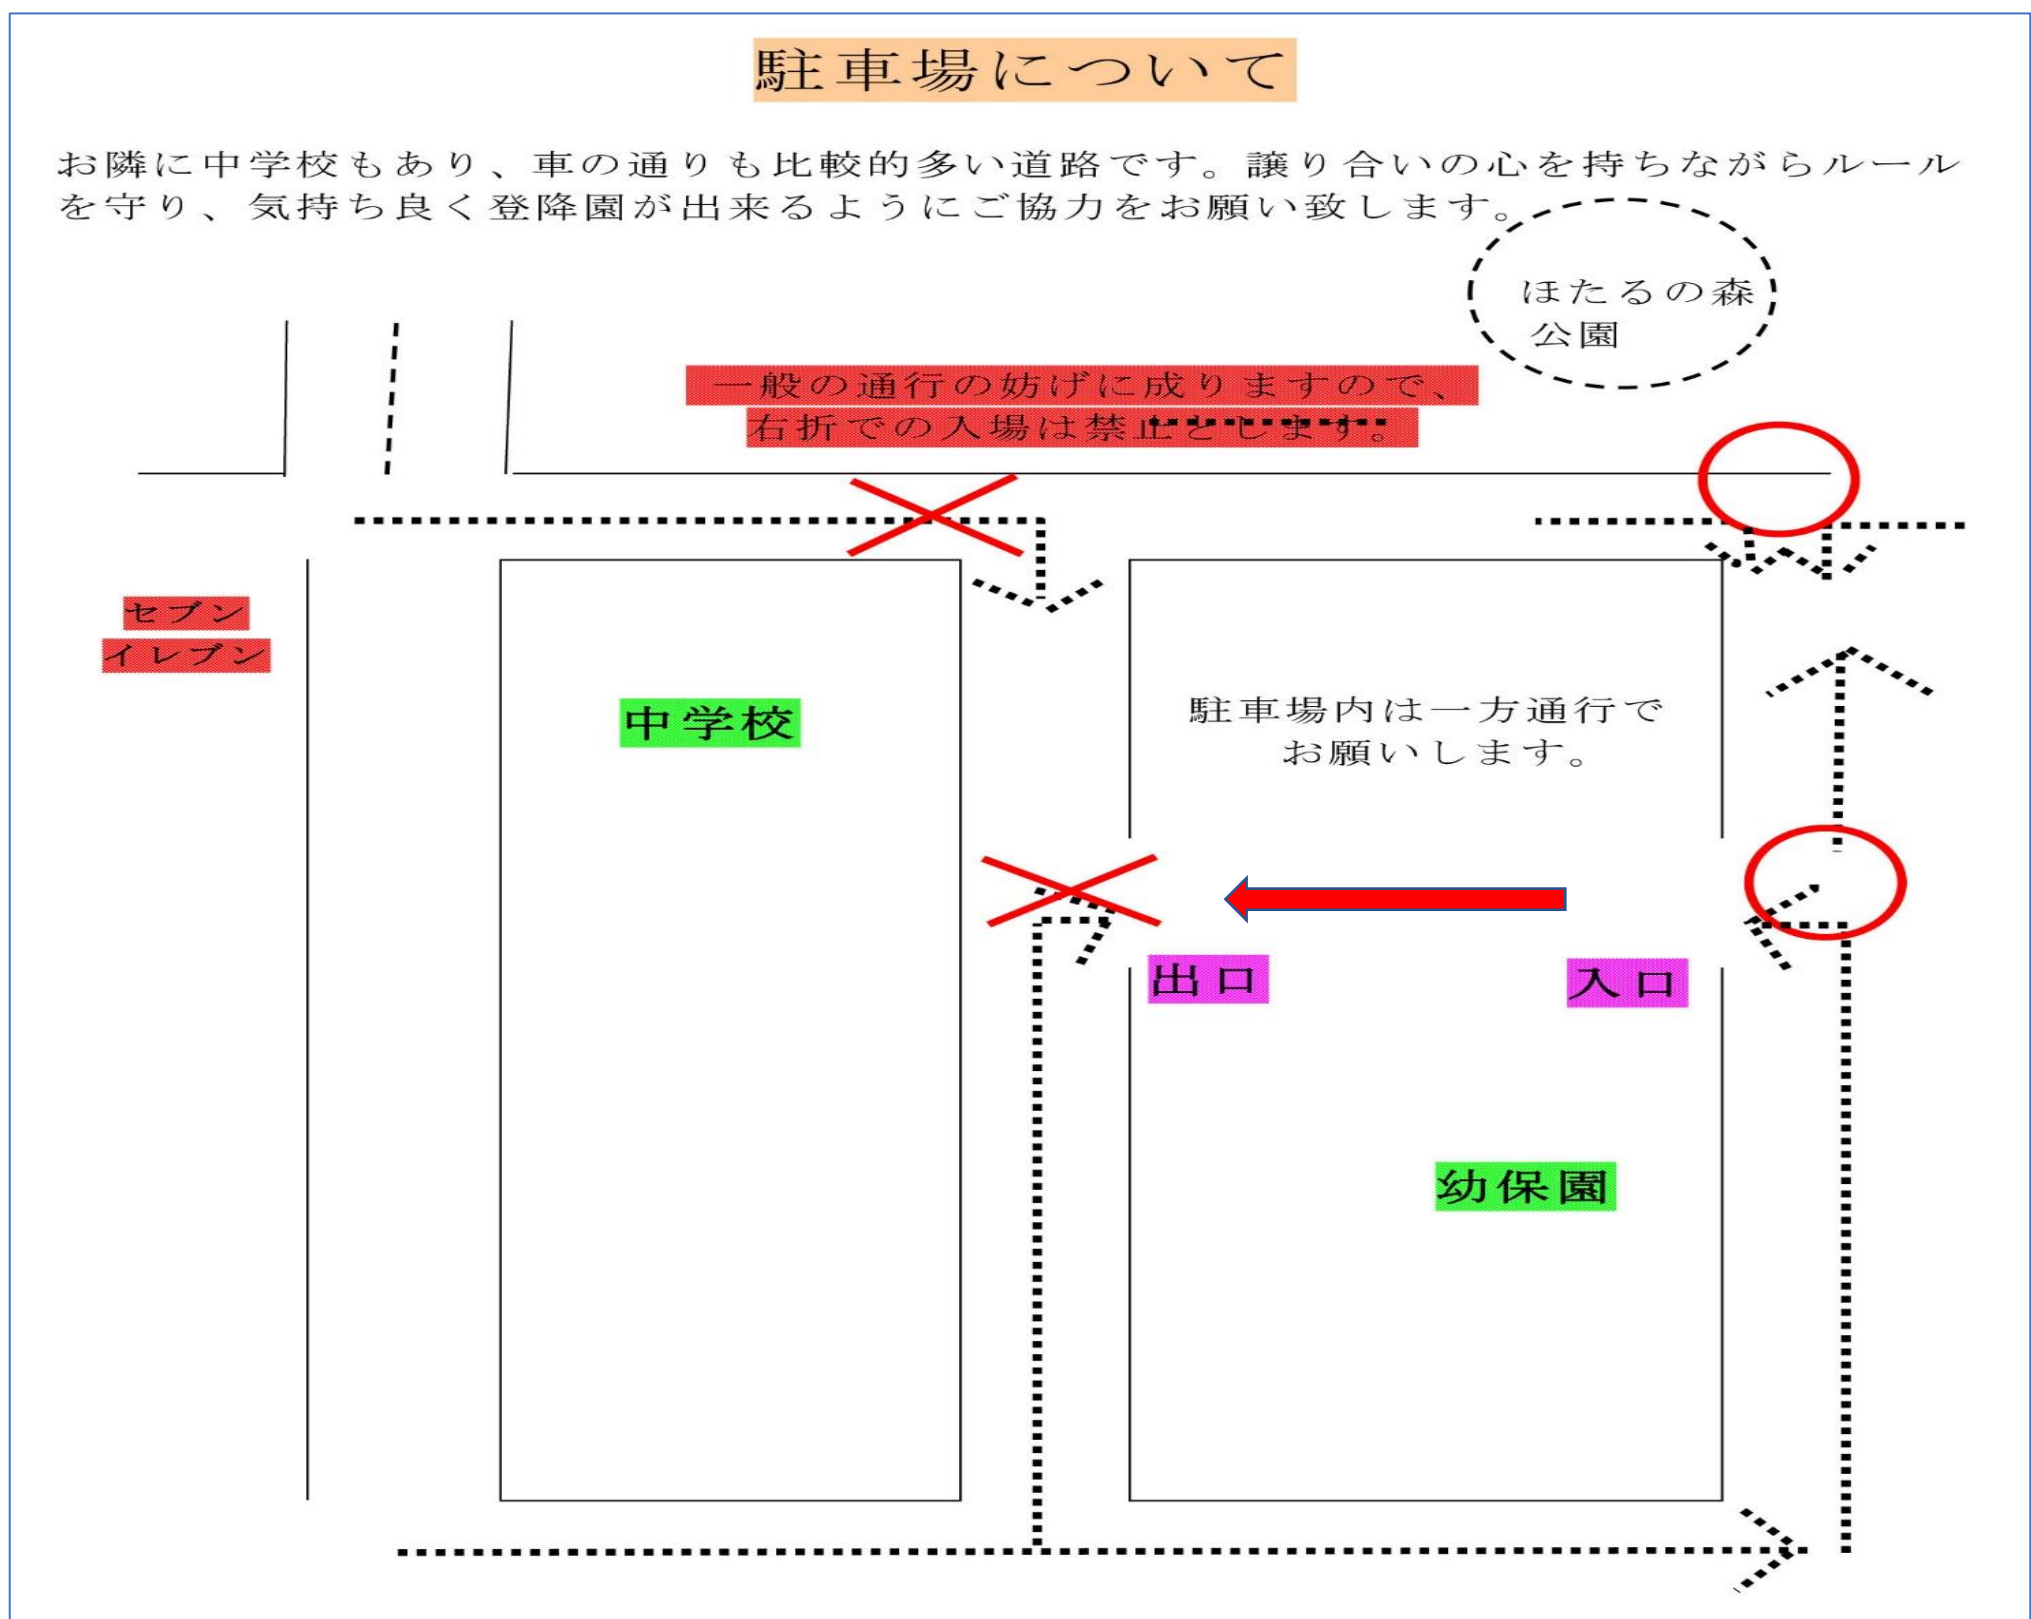 駐車場について
お隣に中学校もあり、車の通りも比較的多い道路です。譲り合いの心を持ちながらルール
を守り、気持ち良く登降園が出来るようにご協力をお願い致します。
ほたるの森
公園
一般の通行の妨げに成りますので、
右折での入場は禁止とします。
セブン
イレブン
中学校
駐車場内は一方通行で
お願いします。
出口
入口
幼保園